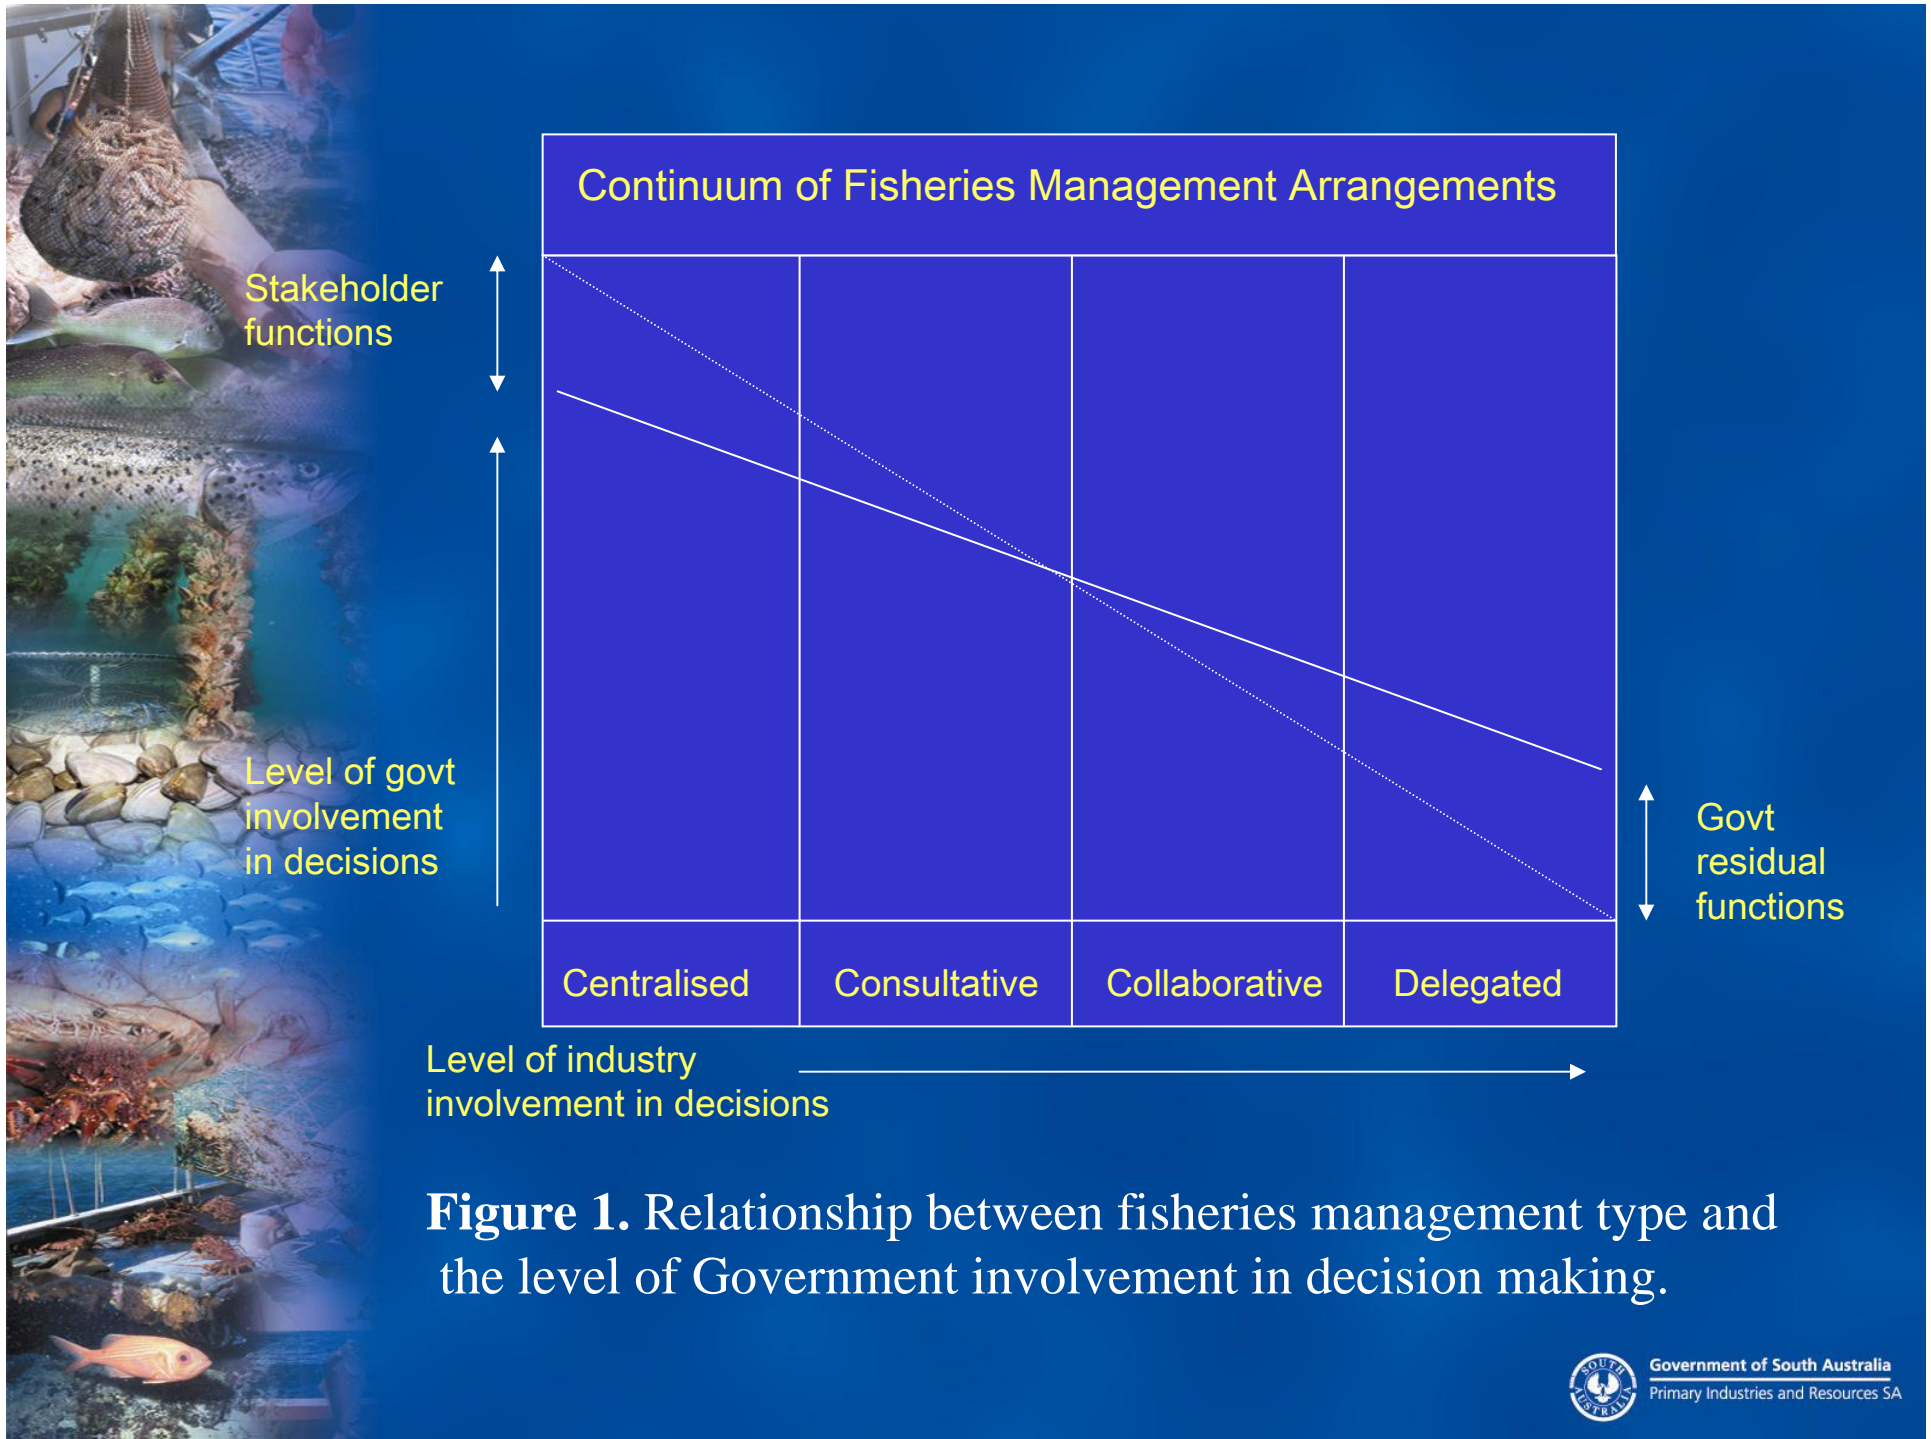 Continuum of Fisheries Management Arrangements
Stakeholder
functions
Level of govt
involvement
in decisions
Govt
residual
functions
Centralised
Consultative
Collaborative
Delegated
Level of industry
involvement in decisions
Figure 1. Relationship between fisheries management type and
the level of Government involvement in decision making.
SOUTH
AUSTRALIA
Government of South Australia
Primary Industries and Resources SA